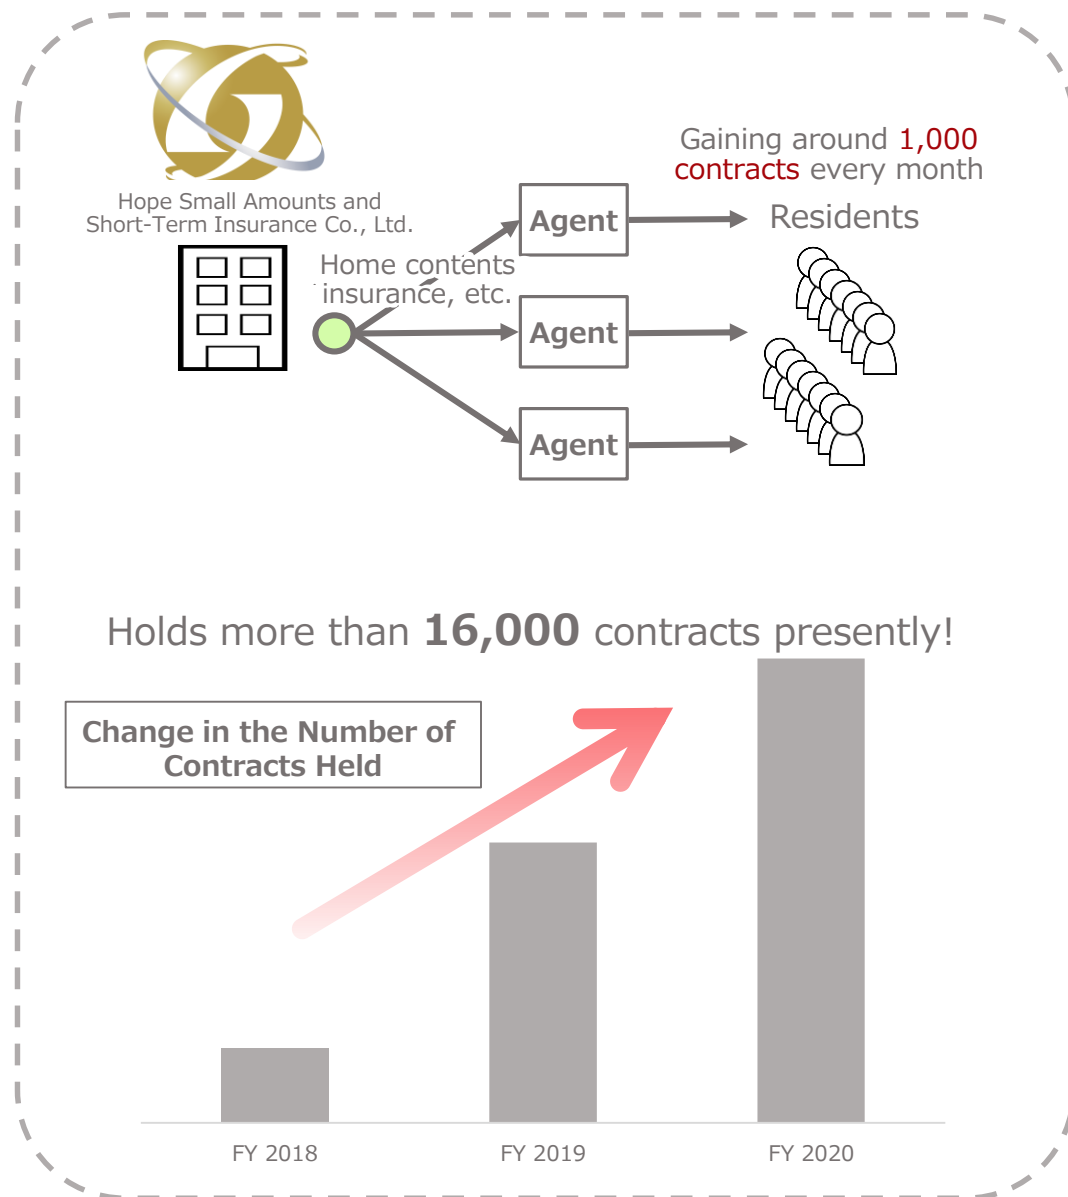 Hope Small Amounts and
Short-Term Insurance Co., Ltd.
Gaining around 1,000
contracts every month
Residents
Home contents
insurance, etc.
Agent
Agent
Agent
Holds more than 16,000 contracts presently!
Change in the Number of
Contracts Held
FY 2018
FY 2019
FY 2020